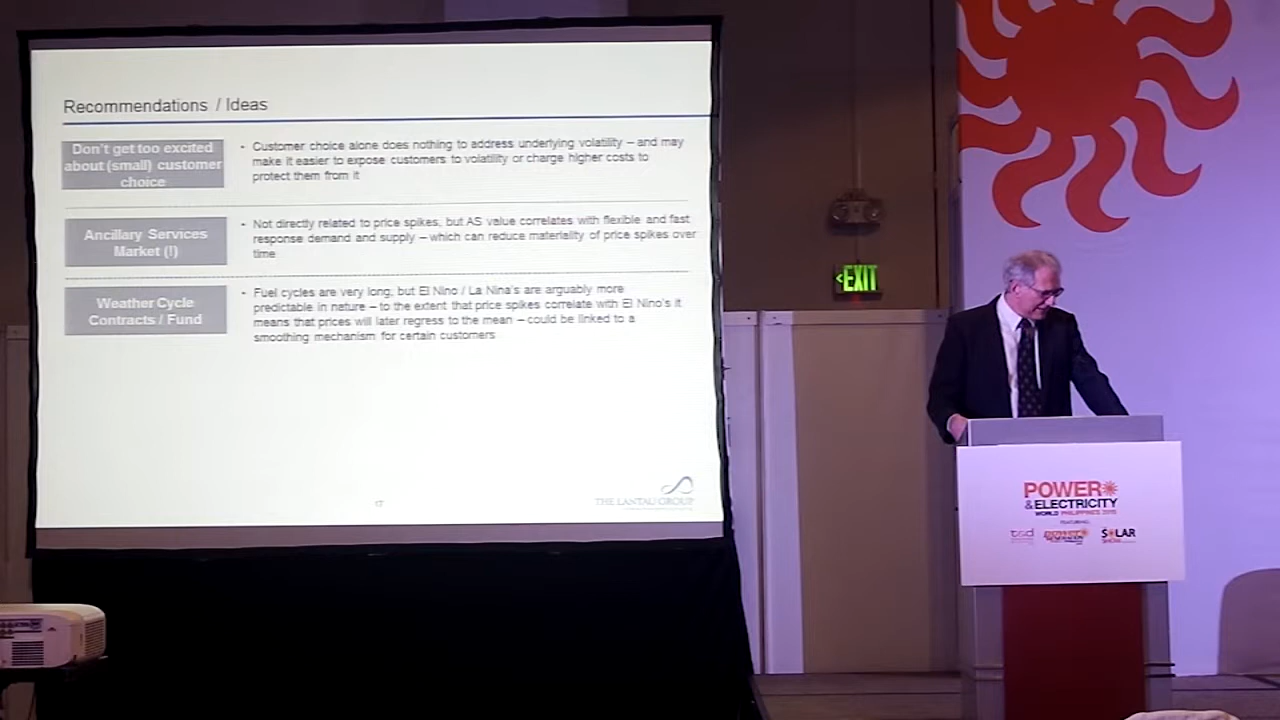 Recommendations / Ideas
Don't get too excited
about (small) customer
choice
• Customer choice alone does nothing to address underlying volatility – and may
make it easier to expose customers to volatility or charge higher costs to
protect them from it
Ancillary Services
Market (!)
• Not directly related to price spikes, but AS value correlates with flexible and fast
response demand and supply – which can reduce materiality of price spikes over
time
Weather Cycle
Contracts / Fund
• Fuel cycles are very long, but El Nino / La Nina's are arguably more
predictable in nature – to the extent that price spikes correlate with El Nino's it
means that prices will later regress to the mean – could be linked to a
smoothing mechanism for certain customers
17
THE LANTAU GROUP
<EXIT
POWER
&ELECTRICITY
WORLD PHILIPPINES 2015
FEATURING
SOLAR
SHOW